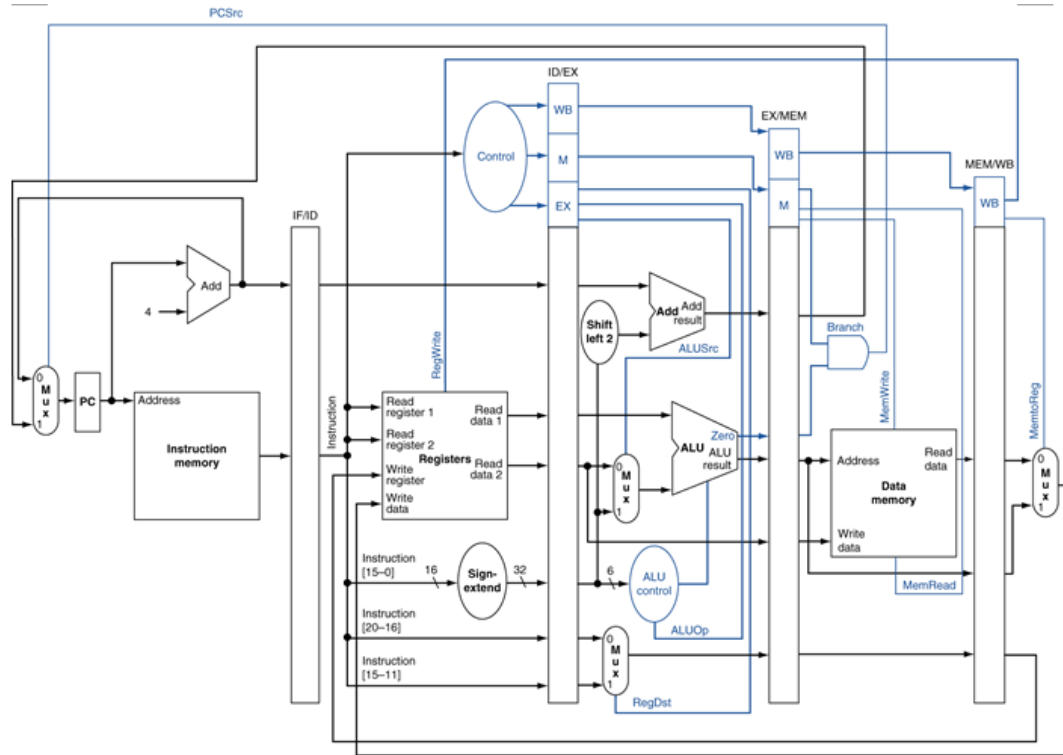 PCSrc
ID/EX
WB
EX/MEM
Control
M
WB
MEM/WB
EX
M
WB
IF/ID
Add
4
Add
Add
result
Shift
left 2
Branch
ALUSrc
RegWrite
MemWrite
MemtoReg
0
M
u
x
1
PC
Address
Instruction
memory
Instruction
Read
register 1
Read
data 1
Read
register 2
Registers
Write
register
Read
data 2
Write
data
Zero
ALU
ALU
result
0
M
u
x
1
Address
Read
data
Data
memory
Write
data
0
M
u
x
1
Instruction
[15–0]
16
Sign-
extend
32
6
ALU
control
MemRead
Instruction
[20–16]
ALUOp
0
M
u
x
1
Instruction
[15–11]
RegDst